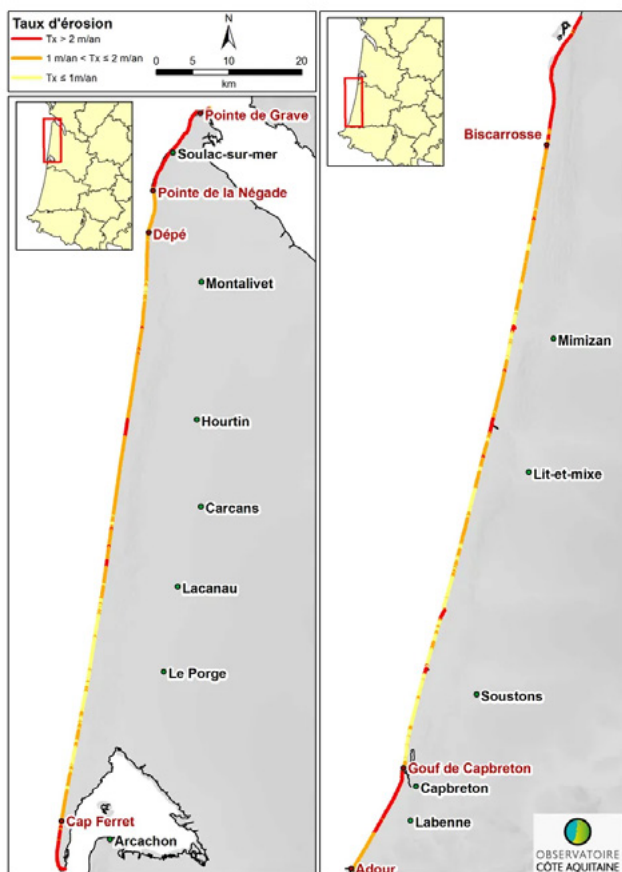 Taux d'érosion
Tx > 2 m/an
1 m/an < Tx ≤ 2 m/an
Tx ≤ 1m/an
N
0 10 20
km
Pointe de Grave
Soulac-sur-mer
Pointe de la Négade
Dépé
Montalivet
Hourtin
Carcans
Lacanau
Le Porge
Cap Ferret
Arcachon
Biscarrosse
Mimizan
Lit-et-mixe
Soustons
Gouf de Capbreton
Capbreton
Labenne
Adour
OBSERVATOIRE
CÔTE AQUITAINE